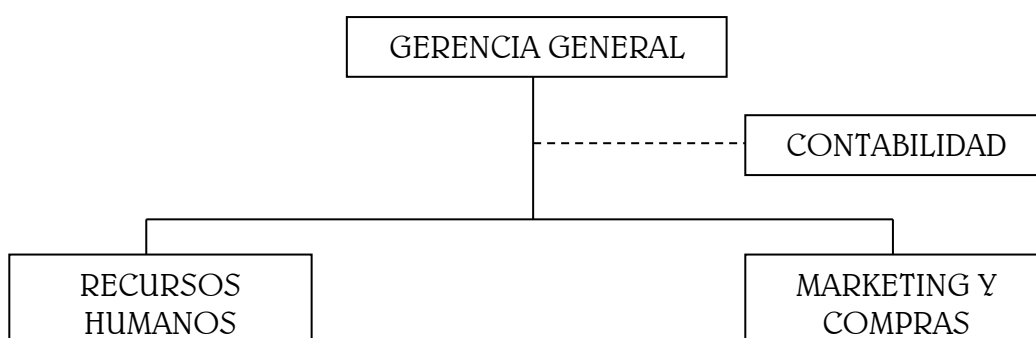 GERENCIA GENERAL
CONTABILIDAD
RECURSOS
HUMANOS
MARKETING Y
COMPRAS